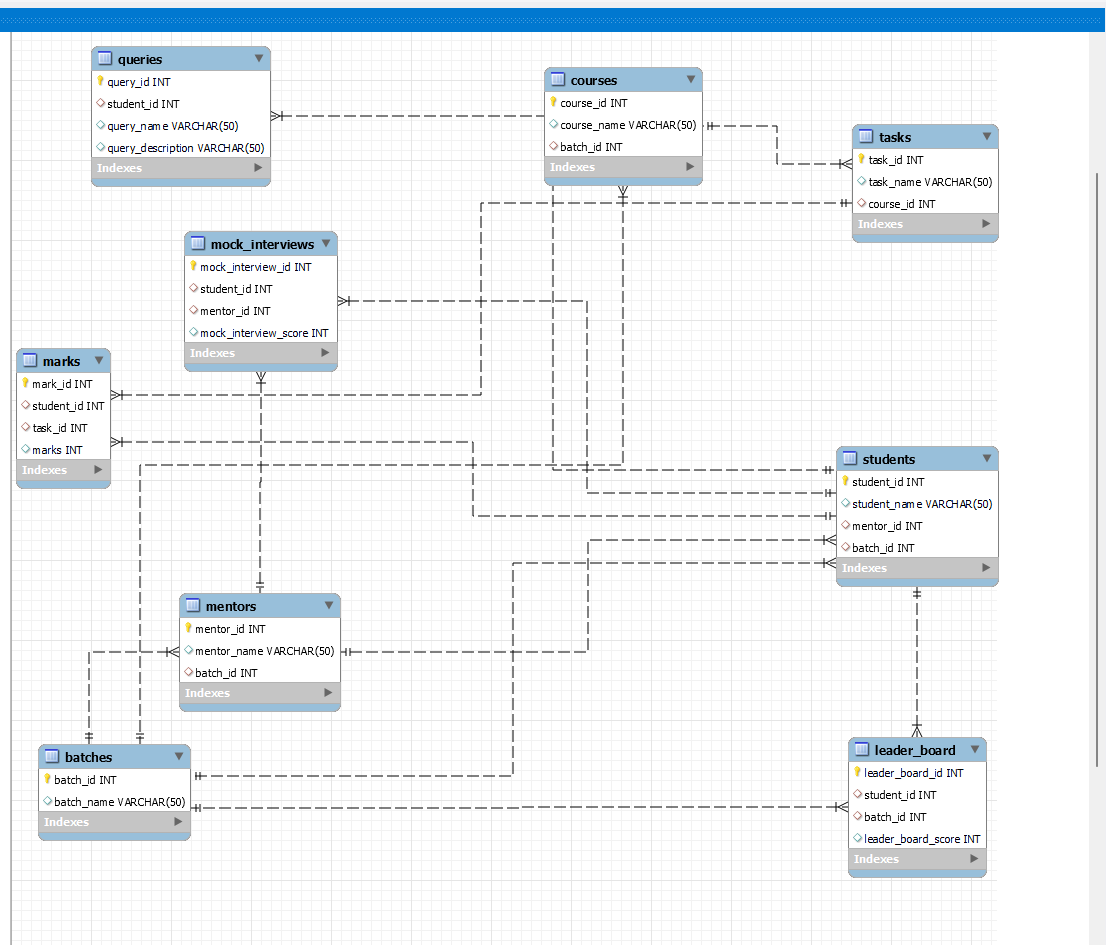 queries
query_id INT
student_id INT
query_name VARCHAR(50)
query_description VARCHAR(50)
Indexes
courses
course_id INT
course_name VARCHAR(50)
batch_id INT
Indexes
tasks
task_id INT
task_name VARCHAR(50)
course_id INT
Indexes
mock_interviews
mock_interview_id INT
student_id INT
mentor_id INT
mock_interview_score INT
Indexes
marks
mark_id INT
student_id INT
task_id INT
marks INT
Indexes
students
student_id INT
student_name VARCHAR(50)
mentor_id INT
batch_id INT
Indexes
mentors
mentor_id INT
mentor_name VARCHAR(50)
batch_id INT
Indexes
batches
batch_id INT
batch_name VARCHAR(50)
Indexes
leader_board
leader_board_id INT
student_id INT
batch_id INT
leader_board_score INT
Indexes